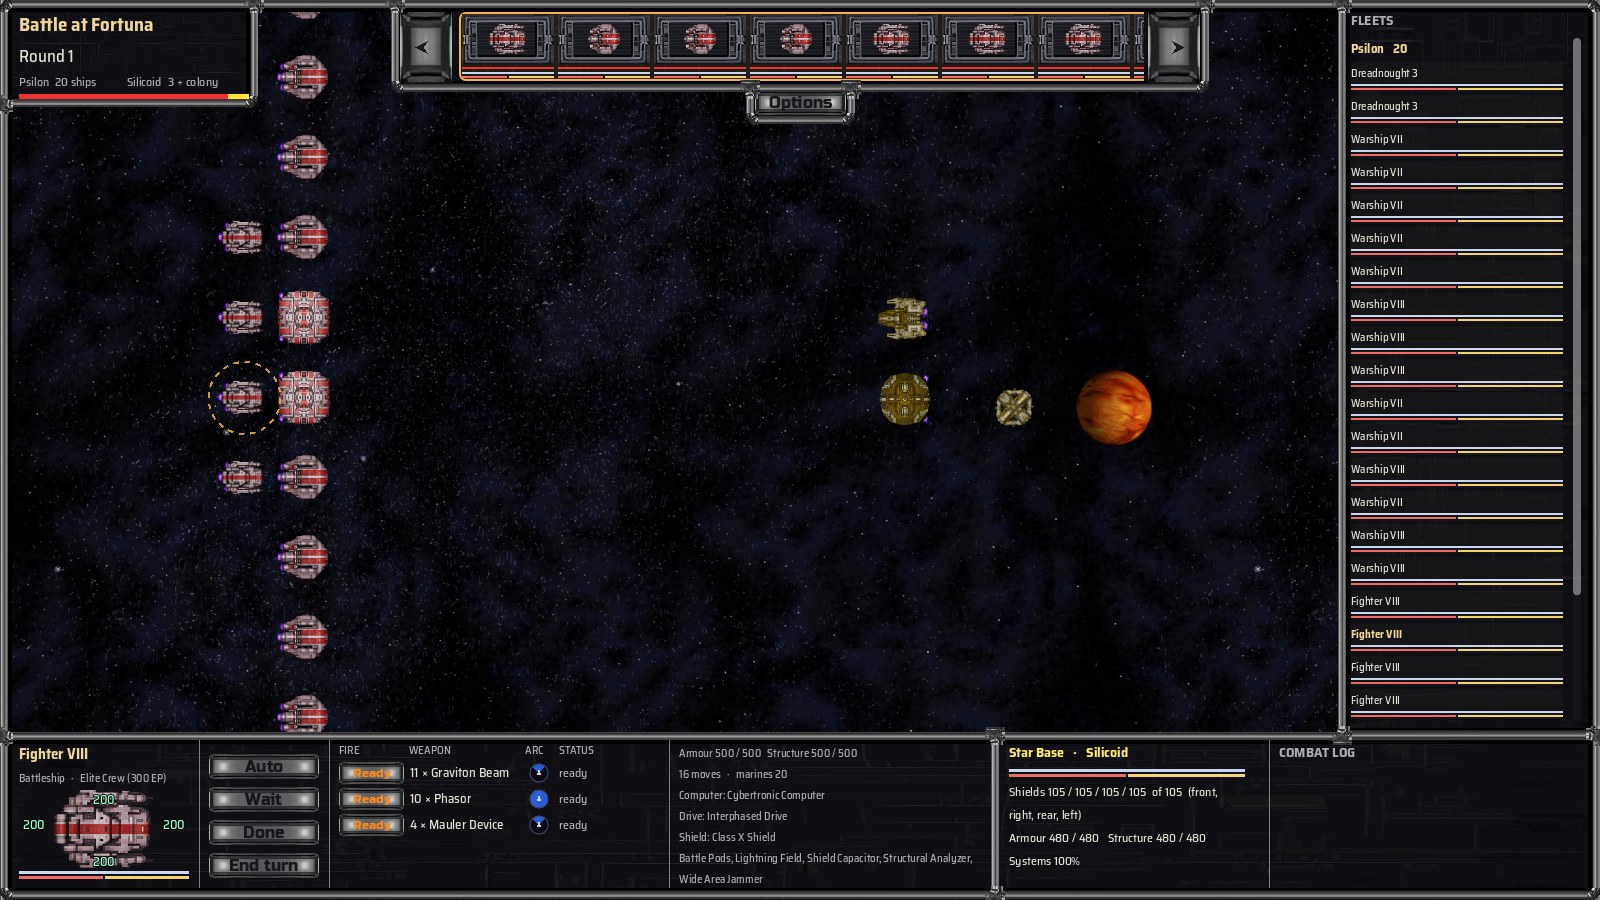 Battle at Fortuna
Round 1
Psilon 20 ships Silicoid 3 + colony
Options
FLEETS
Psilon 20
Dreadnought 3
Dreadnought 3
Warship VII
Warship VII
Warship VII
Warship VII
Warship VII
Warship VIII
Warship VIII
Warship VIII
Warship VII
Warship VII
Warship VIII
Warship VII
Warship VIII
Warship VIII
Fighter VIII
Fighter VIII
Fighter VIII
Fighter VIII
Fighter VIII
Battleship · Elite Crew (300 EP)
200
200 200
200
Auto
Wait
Done
End turn
FIRE WEAPON ARC STATUS
Ready 11 × Graviton Beam ready
Ready 10 × Phasor ready
Ready 4 × Mauler Device ready
Armour 500 / 500 Structure 500 / 500
16 moves · marines 20
Computer: Cybertronic Computer
Drive: Interphased Drive
Shield: Class X Shield
Battle Pods, Lightning Field, Shield Capacitor, Structural Analyzer,
Wide Area Jammer
Star Base · Silicoid
Shields 105 / 105 / 105 / 105 of 105 (front,
right, rear, left)
Armour 480 / 480 Structure 480 / 480
Systems 100%
COMBAT LOG